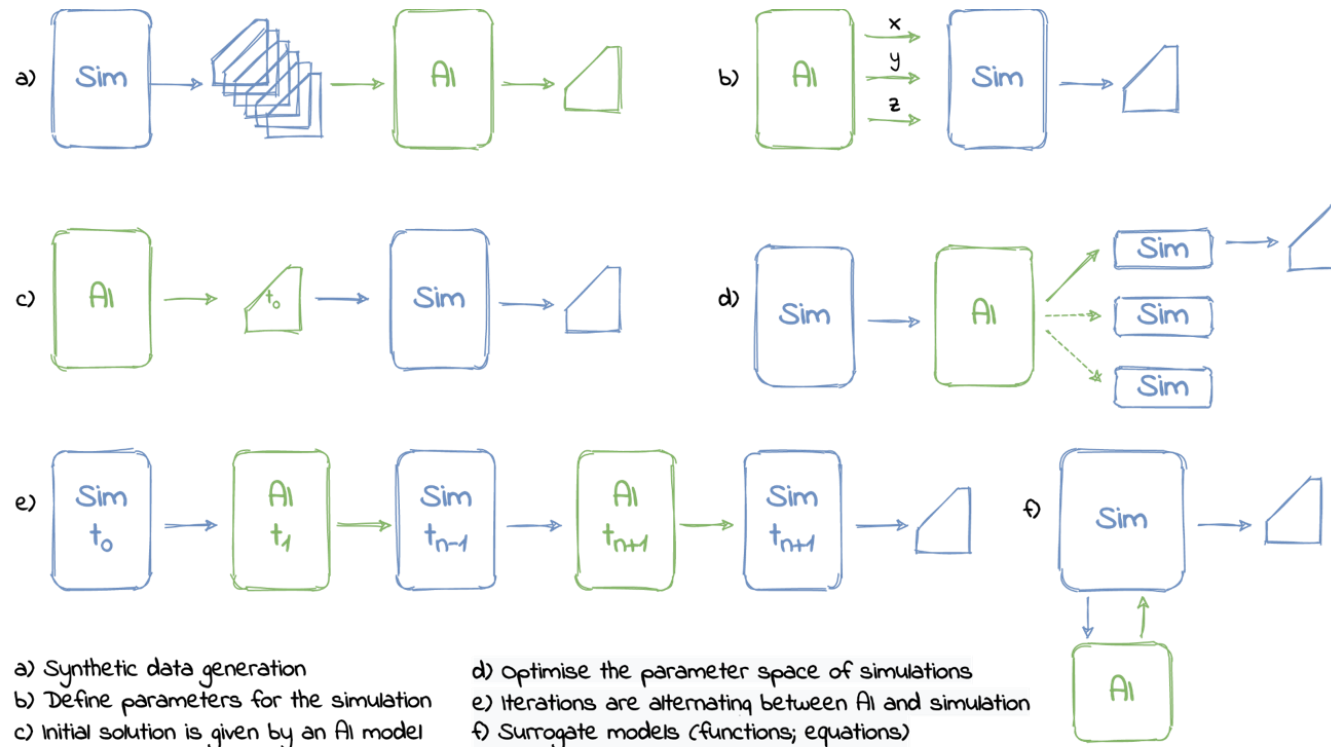 a) Sim AI
b) AI x y z Sim
c) AI t₀ Sim
d) Sim AI Sim Sim Sim
e) Sim t₀ AI t₁ Sim tₙ₋₁ AI tₙ₊₁ Sim tₙ₊₁
f) Sim AI
a) Synthetic data generation
b) Define parameters for the simulation
c) Initial solution is given by an AI model
d) Optimise the parameter space of simulations
e) Iterations are alternating between AI and simulation
f) Surrogate models (functions; equations)